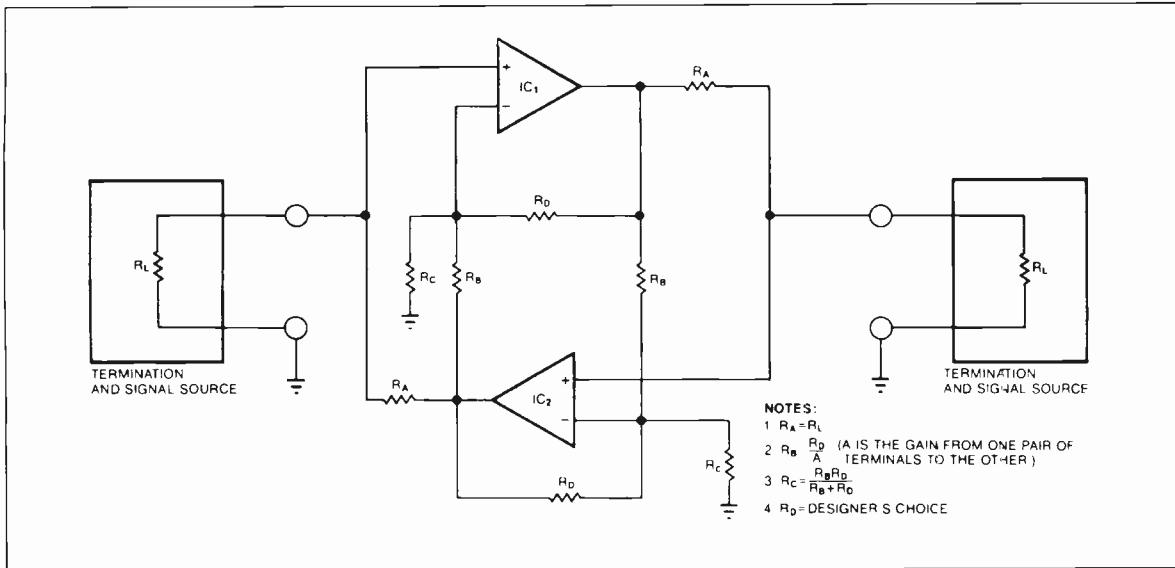 RA
+
IC1
−
RD
RL
RC
RB
RB
RL
TERMINATION
AND SIGNAL SOURCE
RA
IC2
+
−
RC
RD
TERMINATION
AND SIGNAL SOURCE
NOTES:
1 RA=RL
2 RB RD/A (A IS THE GAIN FROM ONE PAIR OF
TERMINALS TO THE OTHER)
3 RC=RBRD/RB+RD
4 RD=DESIGNER S CHOICE